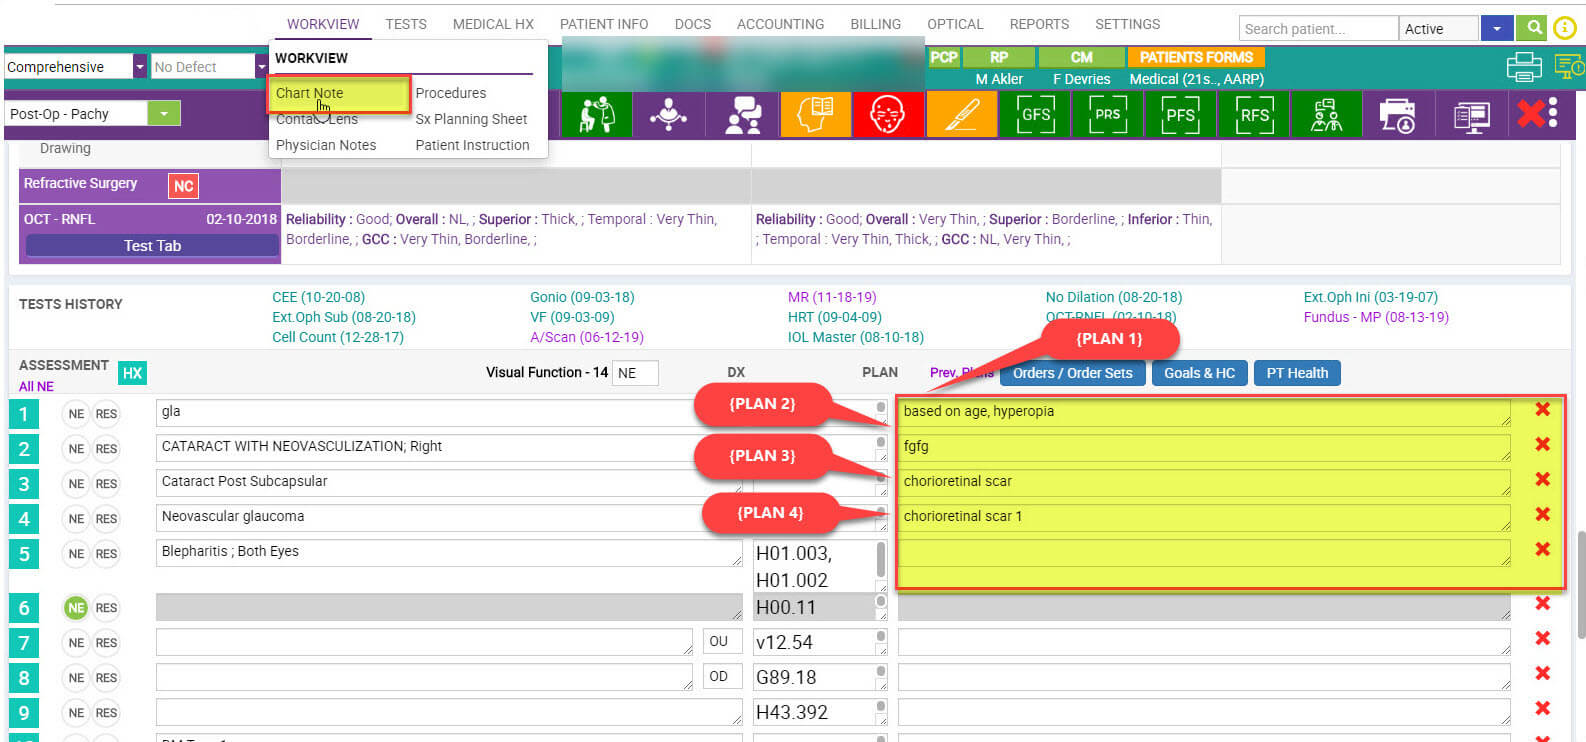 WORKVIEW TESTS MEDICAL HX PATIENT INFO DOCS ACCOUNTING BILLING OPTICAL REPORTS SETTINGS Search patient... Active
WORKVIEW
Chart Note Procedures
Contact Lens Sx Planning Sheet
Physician Notes Patient Instruction
Comprehensive No Defect PCP RP CM PATIENTS FORMS
M Akler F Devries Medical (21s.., AARP)
Post-Op - Pachy GFS PRS PFS RFS
Drawing
Refractive Surgery NC
OCT - RNFL 02-10-2018 Reliability : Good; Overall : NL, ; Superior : Thick, ; Temporal : Very Thin, Reliability : Good; Overall : Very Thin, ; Superior : Borderline, ; Inferior : Thin,
Test Tab Borderline, ; GCC : Very Thin, Borderline, ; ; Temporal : Very Thin, Thick, ; GCC : NL, Very Thin, ;
TESTS HISTORY CEE (10-20-08) Gonio (09-03-18) MR (11-18-19) No Dilation (08-20-18) Ext.Oph Ini (03-19-07)
Ext.Oph Sub (08-20-18) VF (09-03-09) HRT (09-04-09) OCT-RNFL (02-10-18) Fundus - MP (08-13-19)
Cell Count (12-28-17) A/Scan (06-12-19) IOL Master (08-10-18)
{PLAN 1}
ASSESSMENT HX Visual Function - 14 NE DX PLAN Prev. Plans Orders / Order Sets Goals & HC PT Health
All NE
{PLAN 2}
1 NE RES gla based on age, hyperopia
2 NE RES CATARACT WITH NEOVASCULIZATION; Right fgfg
{PLAN 3}
3 NE RES Cataract Post Subcapsular chorioretinal scar
{PLAN 4}
4 NE RES Neovascular glaucoma chorioretinal scar 1
5 NE RES Blepharitis ; Both Eyes H01.003,
H01.002
6 NE RES H00.11
7 NE RES OU v12.54
8 NE RES OD G89.18
9 NE RES H43.392